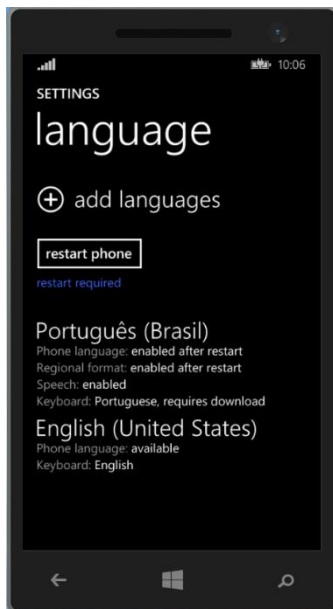 10:06
SETTINGS
language
add languages
restart phone
restart required
Português (Brasil)
Phone language: enabled after restart
Regional format: enabled after restart
Speech: enabled
Keyboard: Portuguese, requires download
English (United States)
Phone language: available
Keyboard: English